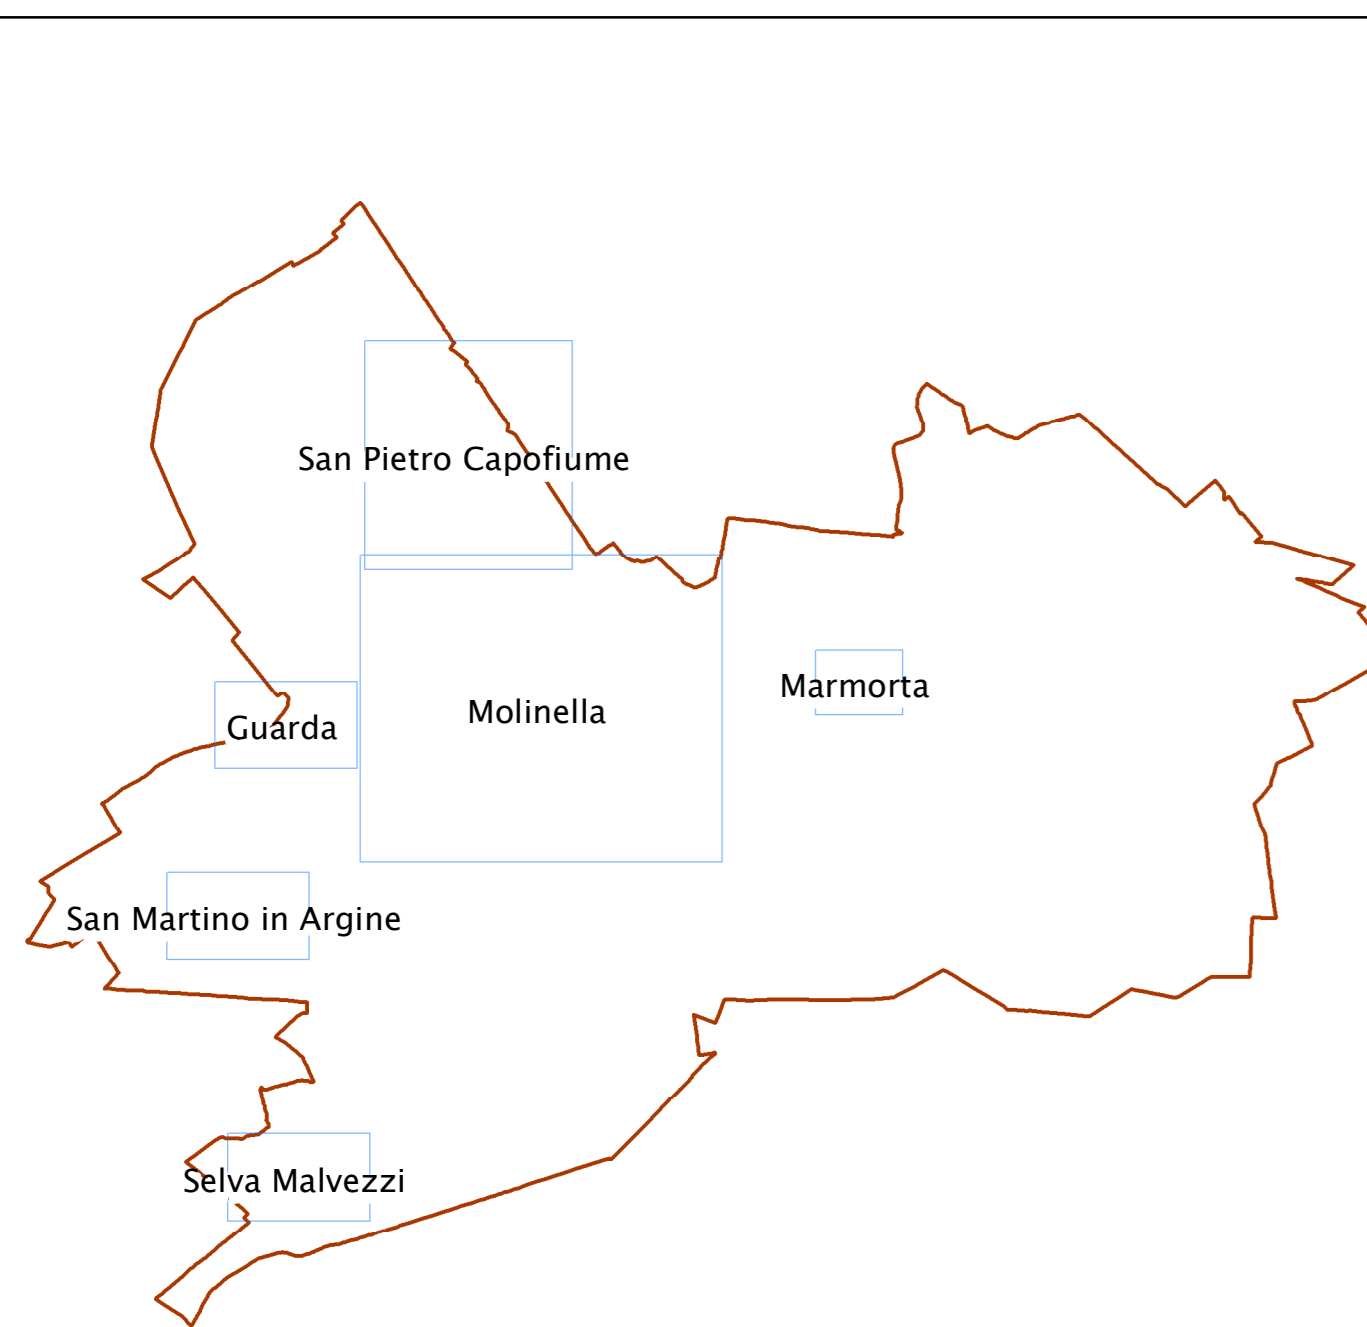 San Pietro Capofiume
Marmorta
Molinella
Guarda
San Martino in Argine
Selva Malvezzi